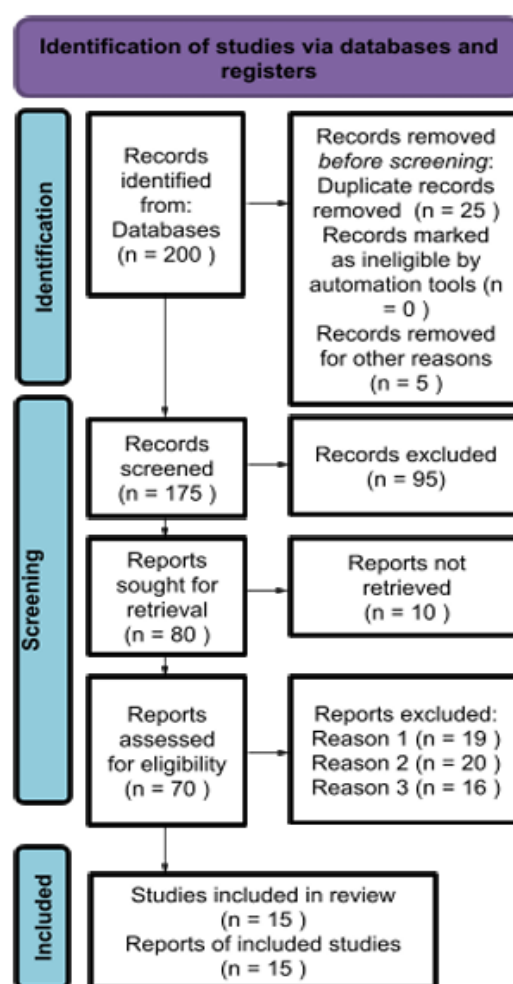 Identification of studies via databases and
registers
Identification
Records
identified
from:
Databases
(n = 200 )
Records removed
before screening:
Duplicate records
removed (n = 25 )
Records marked
as ineligible by
automation tools (n
= 0 )
Records removed
for other reasons
(n = 5 )
Screening
Records
screened
(n = 175 )
Records excluded
(n = 95)
Reports
sought for
retrieval
(n = 80 )
Reports not
retrieved
(n = 10 )
Reports
assessed
for eligibility
(n = 70 )
Reports excluded:
Reason 1 (n = 19 )
Reason 2 (n = 20 )
Reason 3 (n = 16 )
Included
Studies included in review
(n = 15 )
Reports of included studies
(n = 15 )